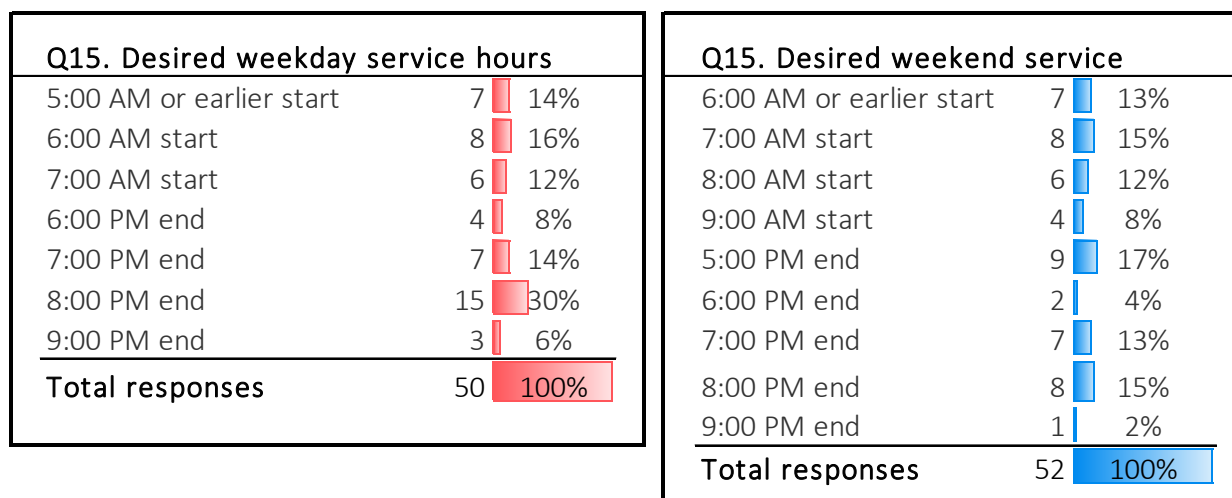 Q15. Desired weekday service hours
5:00 AM or earlier start 7 14%
6:00 AM start 8 16%
7:00 AM start 6 12%
6:00 PM end 4 8%
7:00 PM end 7 14%
8:00 PM end 15 30%
9:00 PM end 3 6%
Total responses 50 100%
Q15. Desired weekend service
6:00 AM or earlier start 7 13%
7:00 AM start 8 15%
8:00 AM start 6 12%
9:00 AM start 4 8%
5:00 PM end 9 17%
6:00 PM end 2 4%
7:00 PM end 7 13%
8:00 PM end 8 15%
9:00 PM end 1 2%
Total responses 52 100%